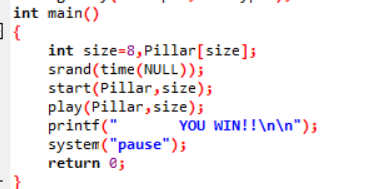 int main()
{
int size=8,Pillar[size];
srand(time(NULL));
start(Pillar,size);
play(Pillar,size);
printf("       YOU WIN!!\n\n");
system("pause");
return 0;
}